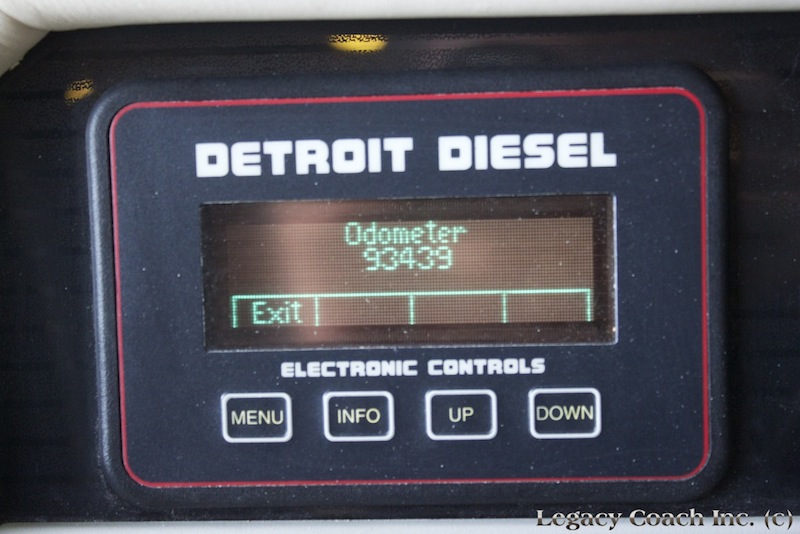 DETROIT DIESEL
Odometer
93439
Exit
ELECTRONIC CONTROLS
MENU INFO UP DOWN
Legacy Coach Inc. (c)